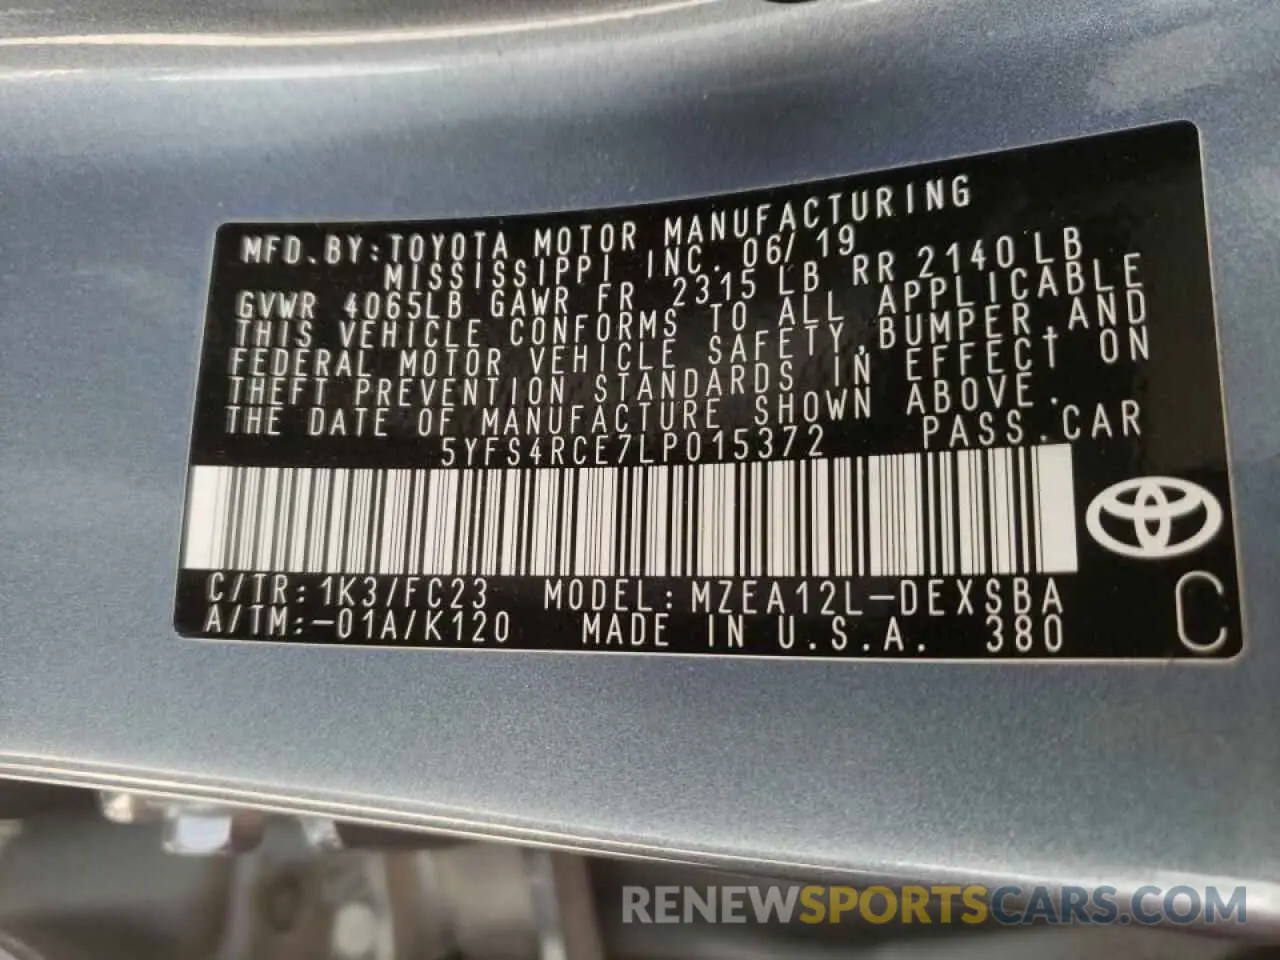 MFD.BY:TOYOTA MOTOR MANUFACTURING
MISSISSIPPI INC. 06/19
GVWR 4065LB GAWR FR 2315 LB RR 2140 LB
THIS VEHICLE CONFORMS TO ALL APPLICABLE
FEDERAL MOTOR VEHICLE SAFETY,BUMPER,AND
THEFT PREVENTION STANDARDS IN EFFECT ON
THE DATE OF MANUFACTURE SHOWN ABOVE.
5YFS4RCE7LP015372 PASS.CAR
C/TR:1K3/FC23 MODEL:MZEA12L-DEXSBA
A/TM:-01A/K120 MADE IN U.S.A. 380
C
RENEWSPORTSCARS.COM